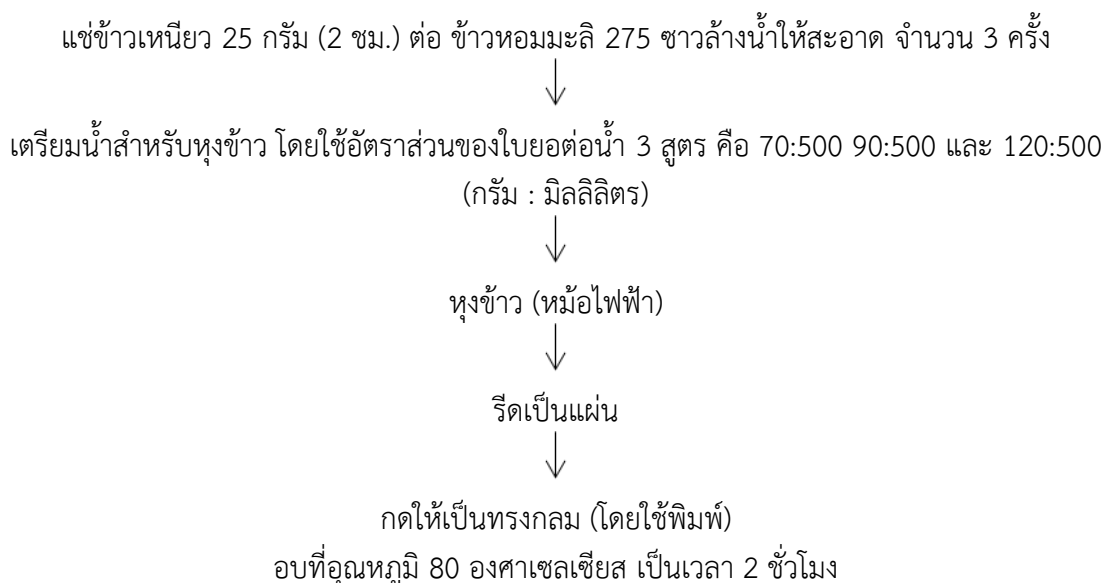 แช่ข้าวเหนียว 25 กรัม (2 ชม.) ต่อ ข้าวหอมมะลิ 275 ซาวล้างน้ำให้สะอาด จำนวน 3 ครั้ง
เตรียมน้ำสำหรับหุงข้าว โดยใช้อัตราส่วนของใบยอต่อน้ำ 3 สูตร คือ 70:500 90:500 และ 120:500
(กรัม : มิลลิลิตร)
หุงข้าว (หม้อไฟฟ้า)
รีดเป็นแผ่น
กดให้เป็นทรงกลม (โดยใช้พิมพ์)
อบที่อุณหภูมิ 80 องศาเซลเซียส เป็นเวลา 2 ชั่วโมง